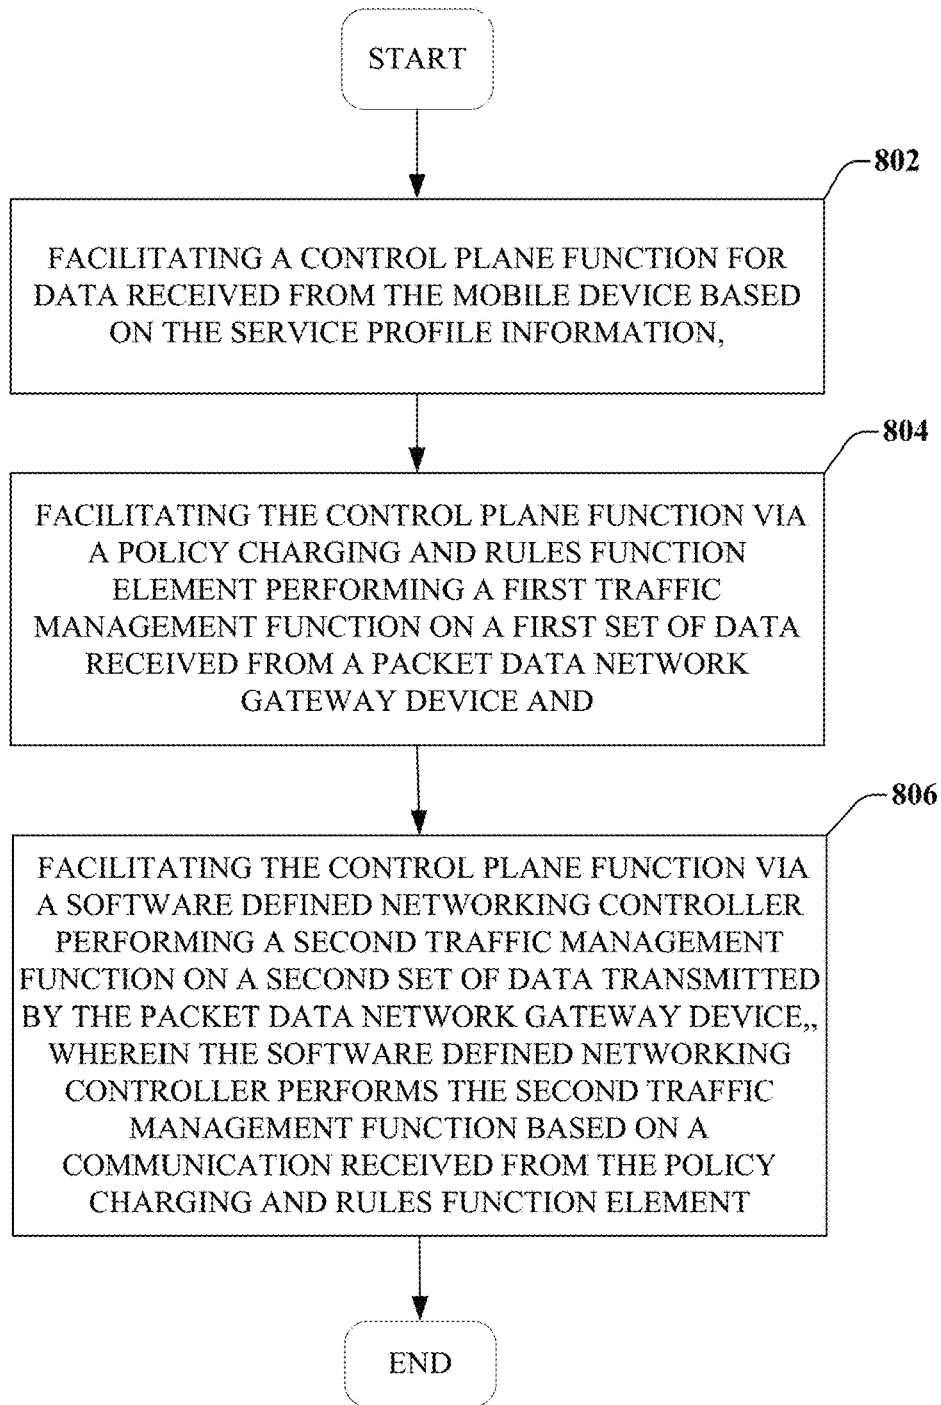 START
802
FACILITATING A CONTROL PLANE FUNCTION FOR
DATA RECEIVED FROM THE MOBILE DEVICE BASED
ON THE SERVICE PROFILE INFORMATION,
804
FACILITATING THE CONTROL PLANE FUNCTION VIA
A POLICY CHARGING AND RULES FUNCTION
ELEMENT PERFORMING A FIRST TRAFFIC
MANAGEMENT FUNCTION ON A FIRST SET OF DATA
RECEIVED FROM A PACKET DATA NETWORK
GATEWAY DEVICE AND
806
FACILITATING THE CONTROL PLANE FUNCTION VIA
A SOFTWARE DEFINED NETWORKING CONTROLLER
PERFORMING A SECOND TRAFFIC MANAGEMENT
FUNCTION ON A SECOND SET OF DATA TRANSMITTED
BY THE PACKET DATA NETWORK GATEWAY DEVICE,,
WHEREIN THE SOFTWARE DEFINED NETWORKING
CONTROLLER PERFORMS THE SECOND TRAFFIC
MANAGEMENT FUNCTION BASED ON A
COMMUNICATION RECEIVED FROM THE POLICY
CHARGING AND RULES FUNCTION ELEMENT
END